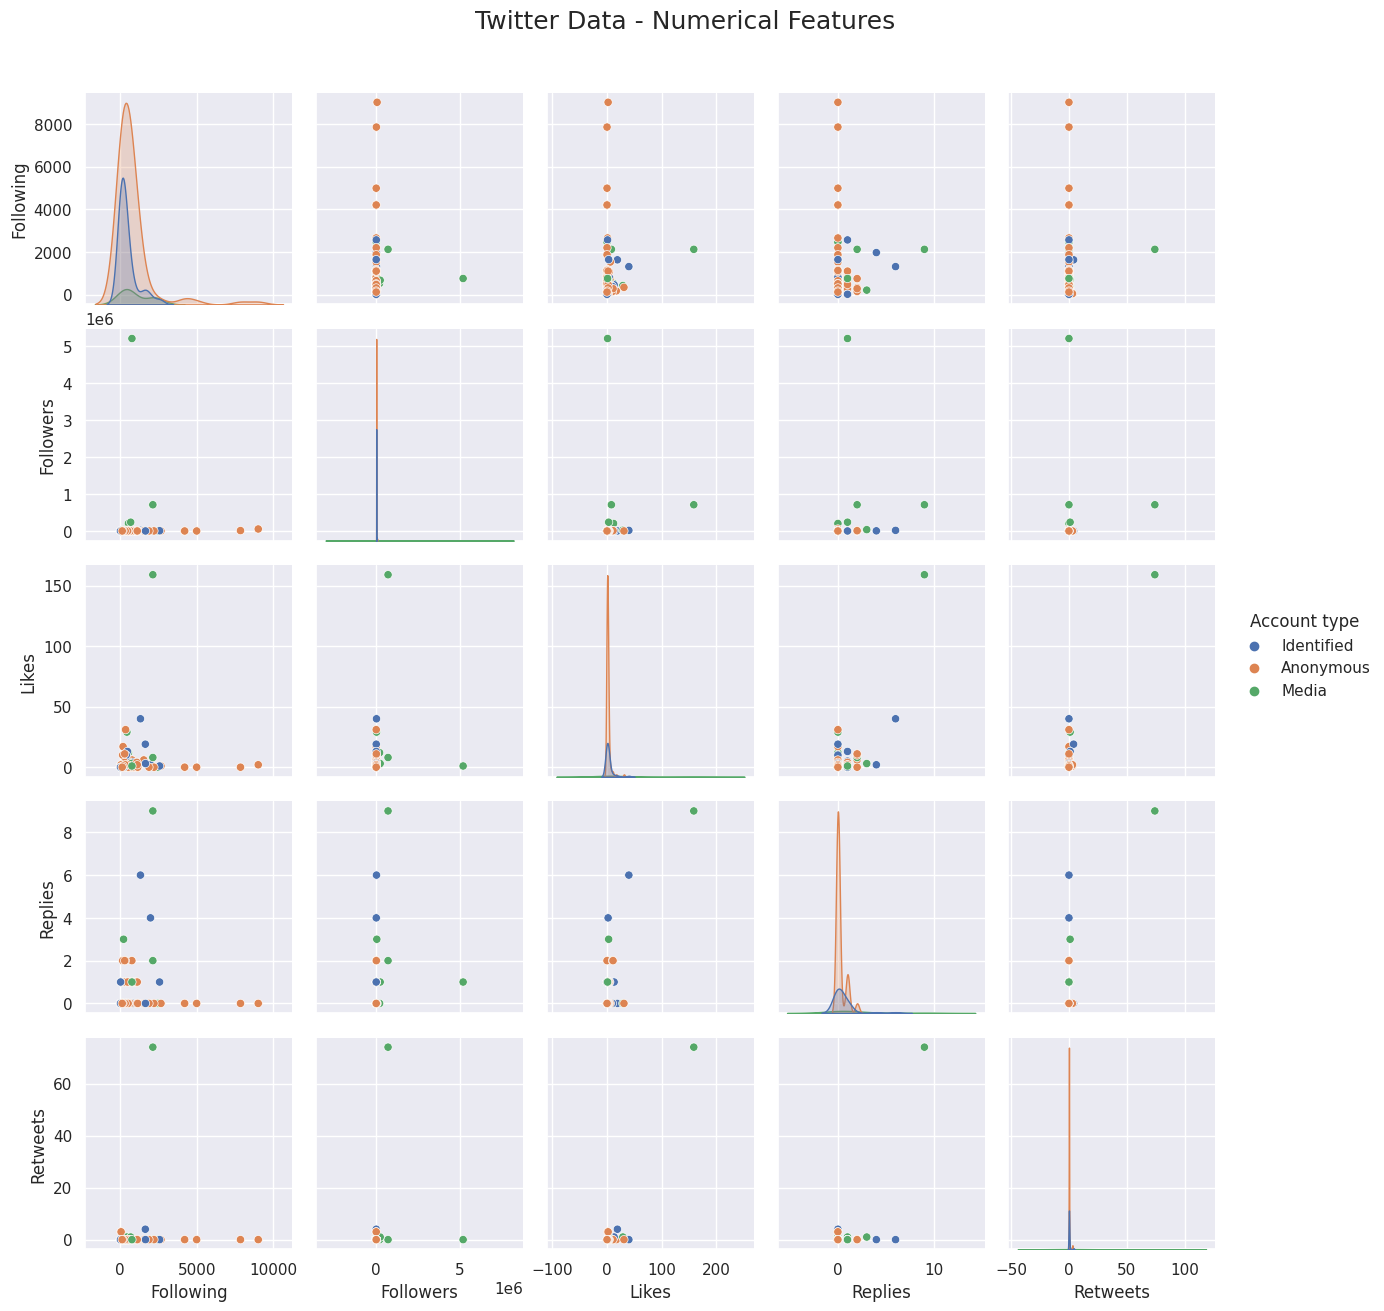 Twitter Data - Numerical Features
8000
6000
4000
2000
0
Following
1e6
5
4
3
2
1
0
Followers
150
100
50
0
Likes
Account type
Identified
Anonymous
Media
8
6
4
2
0
Replies
60
40
20
0
Retweets
0 10000
Following
0 5
1e6
Followers
−100 0 100 200
Likes
0 10
Replies
−50 0 50 100
Retweets